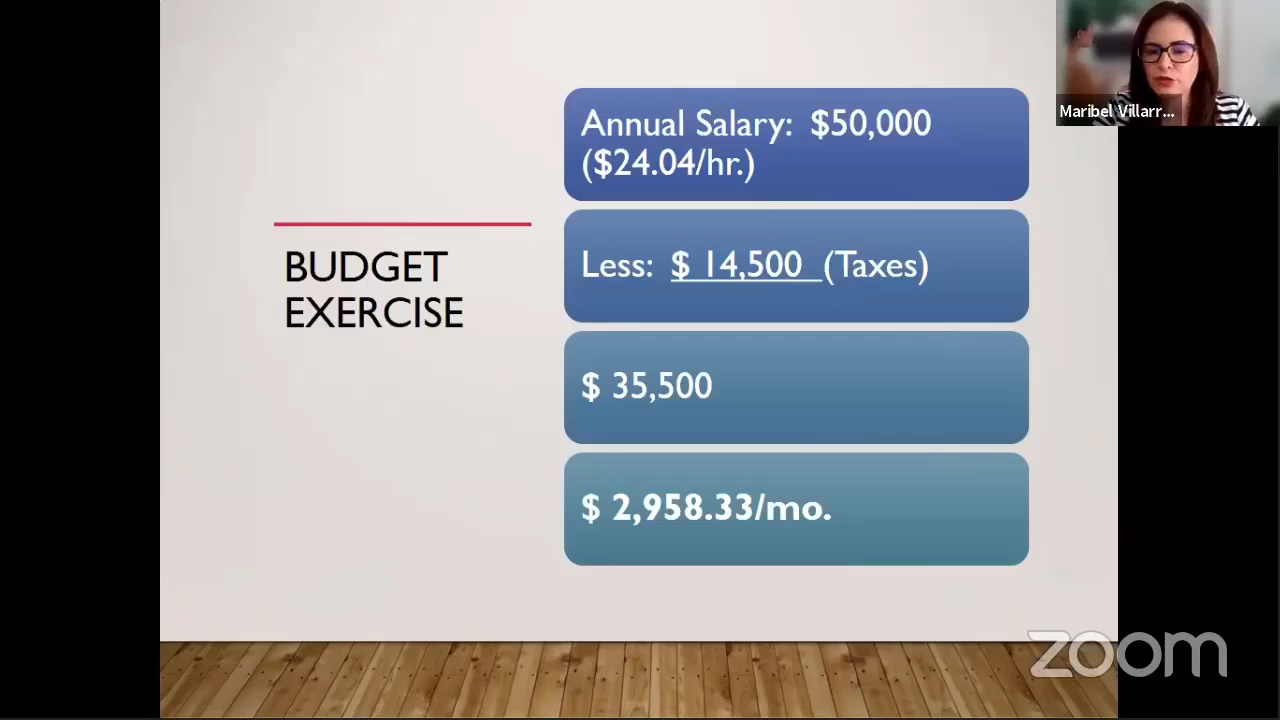 Maribel Villarr...
Annual Salary: $50,000
($24.04/hr.)
BUDGET
EXERCISE
Less: $ 14,500 (Taxes)
$ 35,500
$ 2,958.33/mo.
zoom